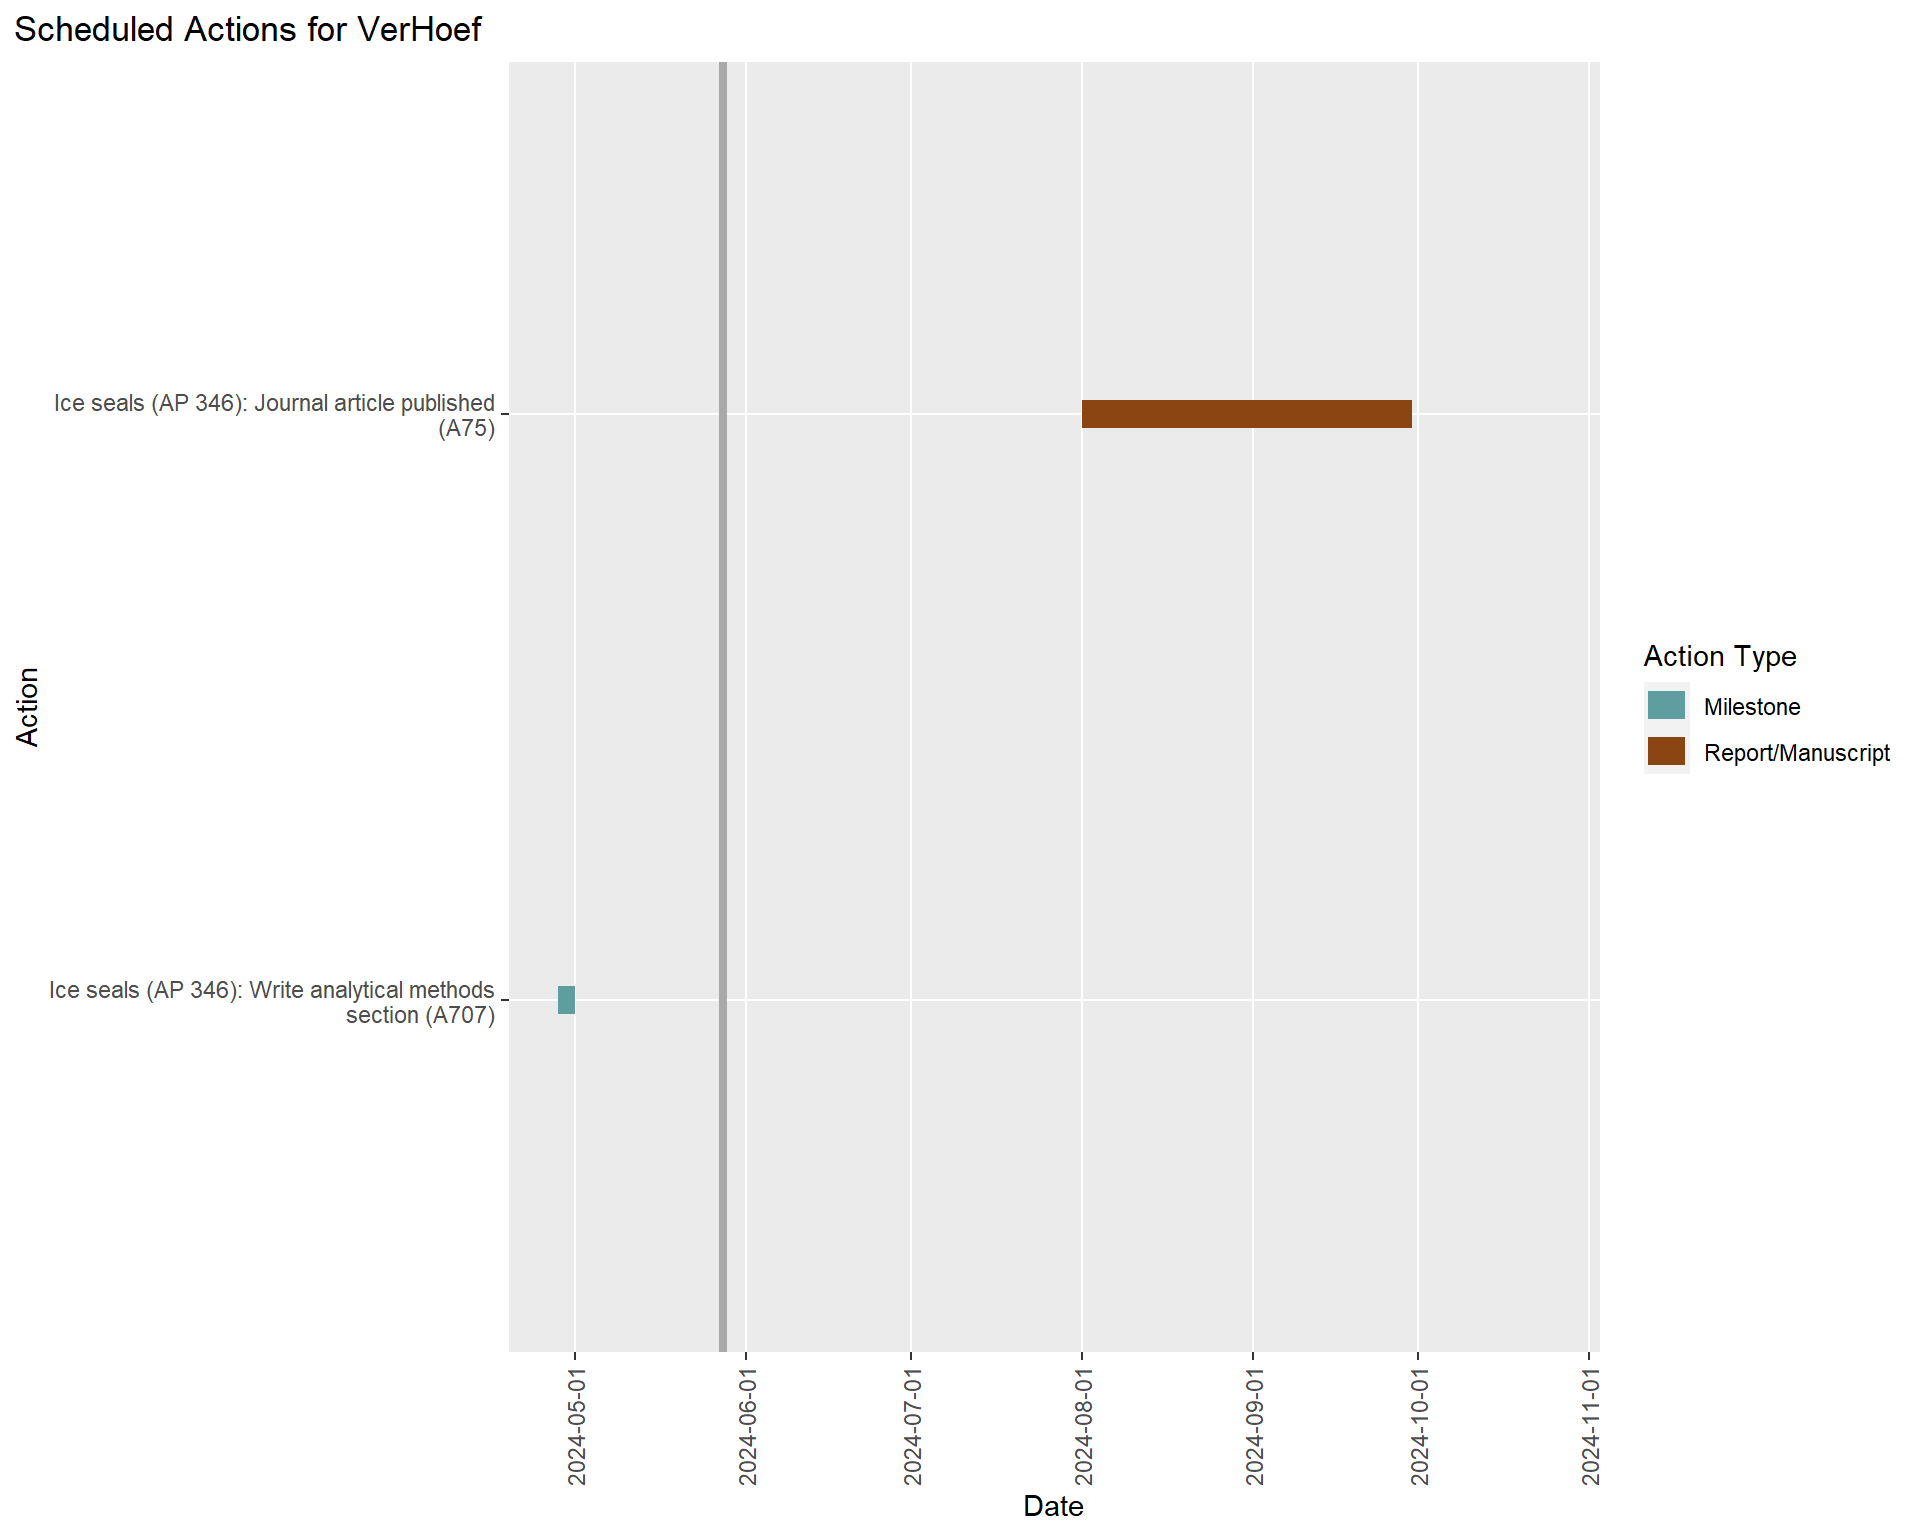 Scheduled Actions for VerHoef
Ice seals (AP 346): Journal article published
(A75)
Ice seals (AP 346): Write analytical methods
section (A707)
Action
2024-05-01
2024-06-01
2024-07-01
2024-08-01
2024-09-01
2024-10-01
2024-11-01
Date
Action Type
Milestone
Report/Manuscript